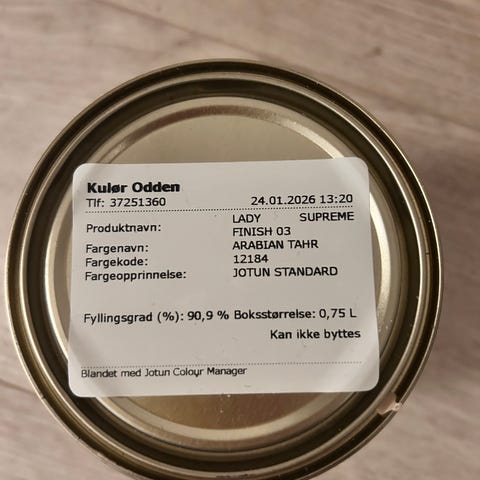 Kulør Odden
Tlf: 37251360 24.01.2026 13:20
Produktnavn: LADY SUPREME
FINISH 03
Fargenavn: ARABIAN TAHR
Fargekode: 12184
Fargeopprinnelse: JOTUN STANDARD
Fyllingsgrad (%): 90,9 % Boksstørrelse: 0,75 L
Kan ikke byttes
Blandet med Jotun Colour Manager